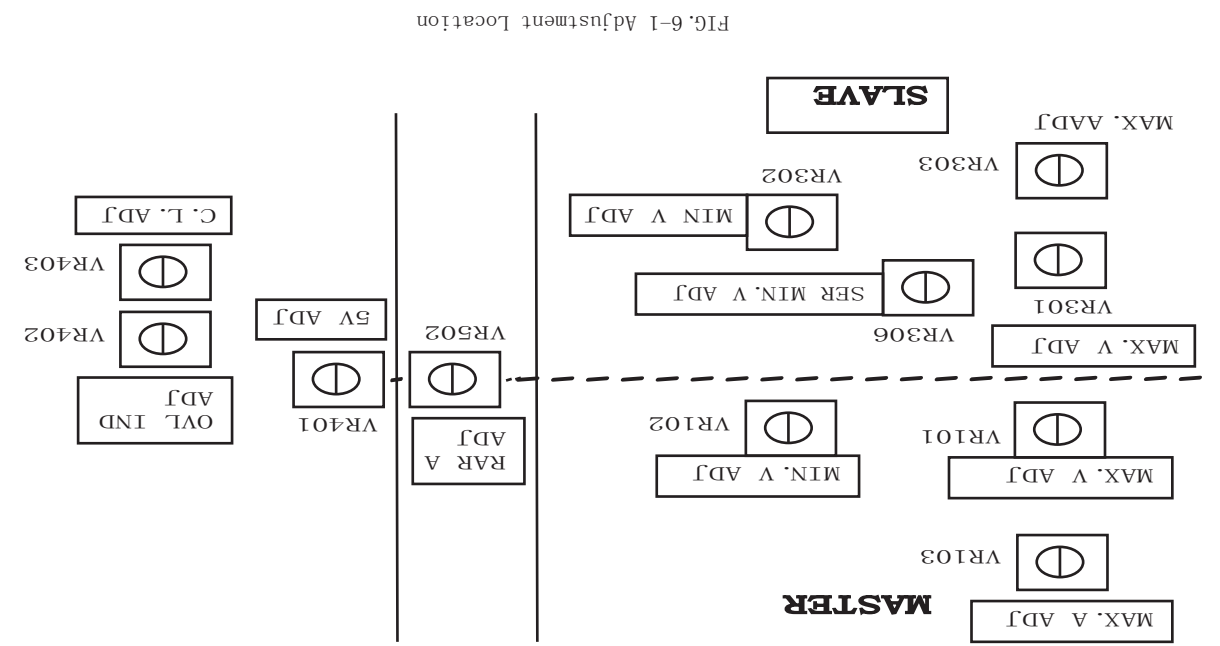 MAX. A ADJ
MASTER
VR103
MAX. V ADJ
VR101
MIN. V ADJ
VR102
RAR A
ADJ
VR401
OVL IND
ADJ
MAX. V ADJ
VR301
VR306
SER MIN. V ADJ
VR502
5V ADJ
VR402
VR403
MIN V ADJ
VR302
C. L. ADJ
VR303
MAX. AADJ
SLAVE
FIG. 6-1 Adjustment Location